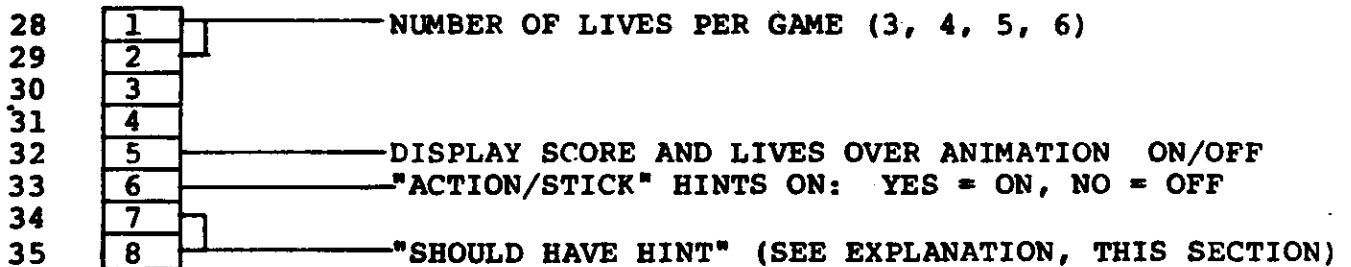 28 1 NUMBER OF LIVES PER GAME (3, 4, 5, 6)
29 2
30 3
31 4
32 5 DISPLAY SCORE AND LIVES OVER ANIMATION ON/OFF
33 6 "ACTION/STICK" HINTS ON: YES = ON, NO = OFF
34 7
35 8 "SHOULD HAVE HINT" (SEE EXPLANATION, THIS SECTION)